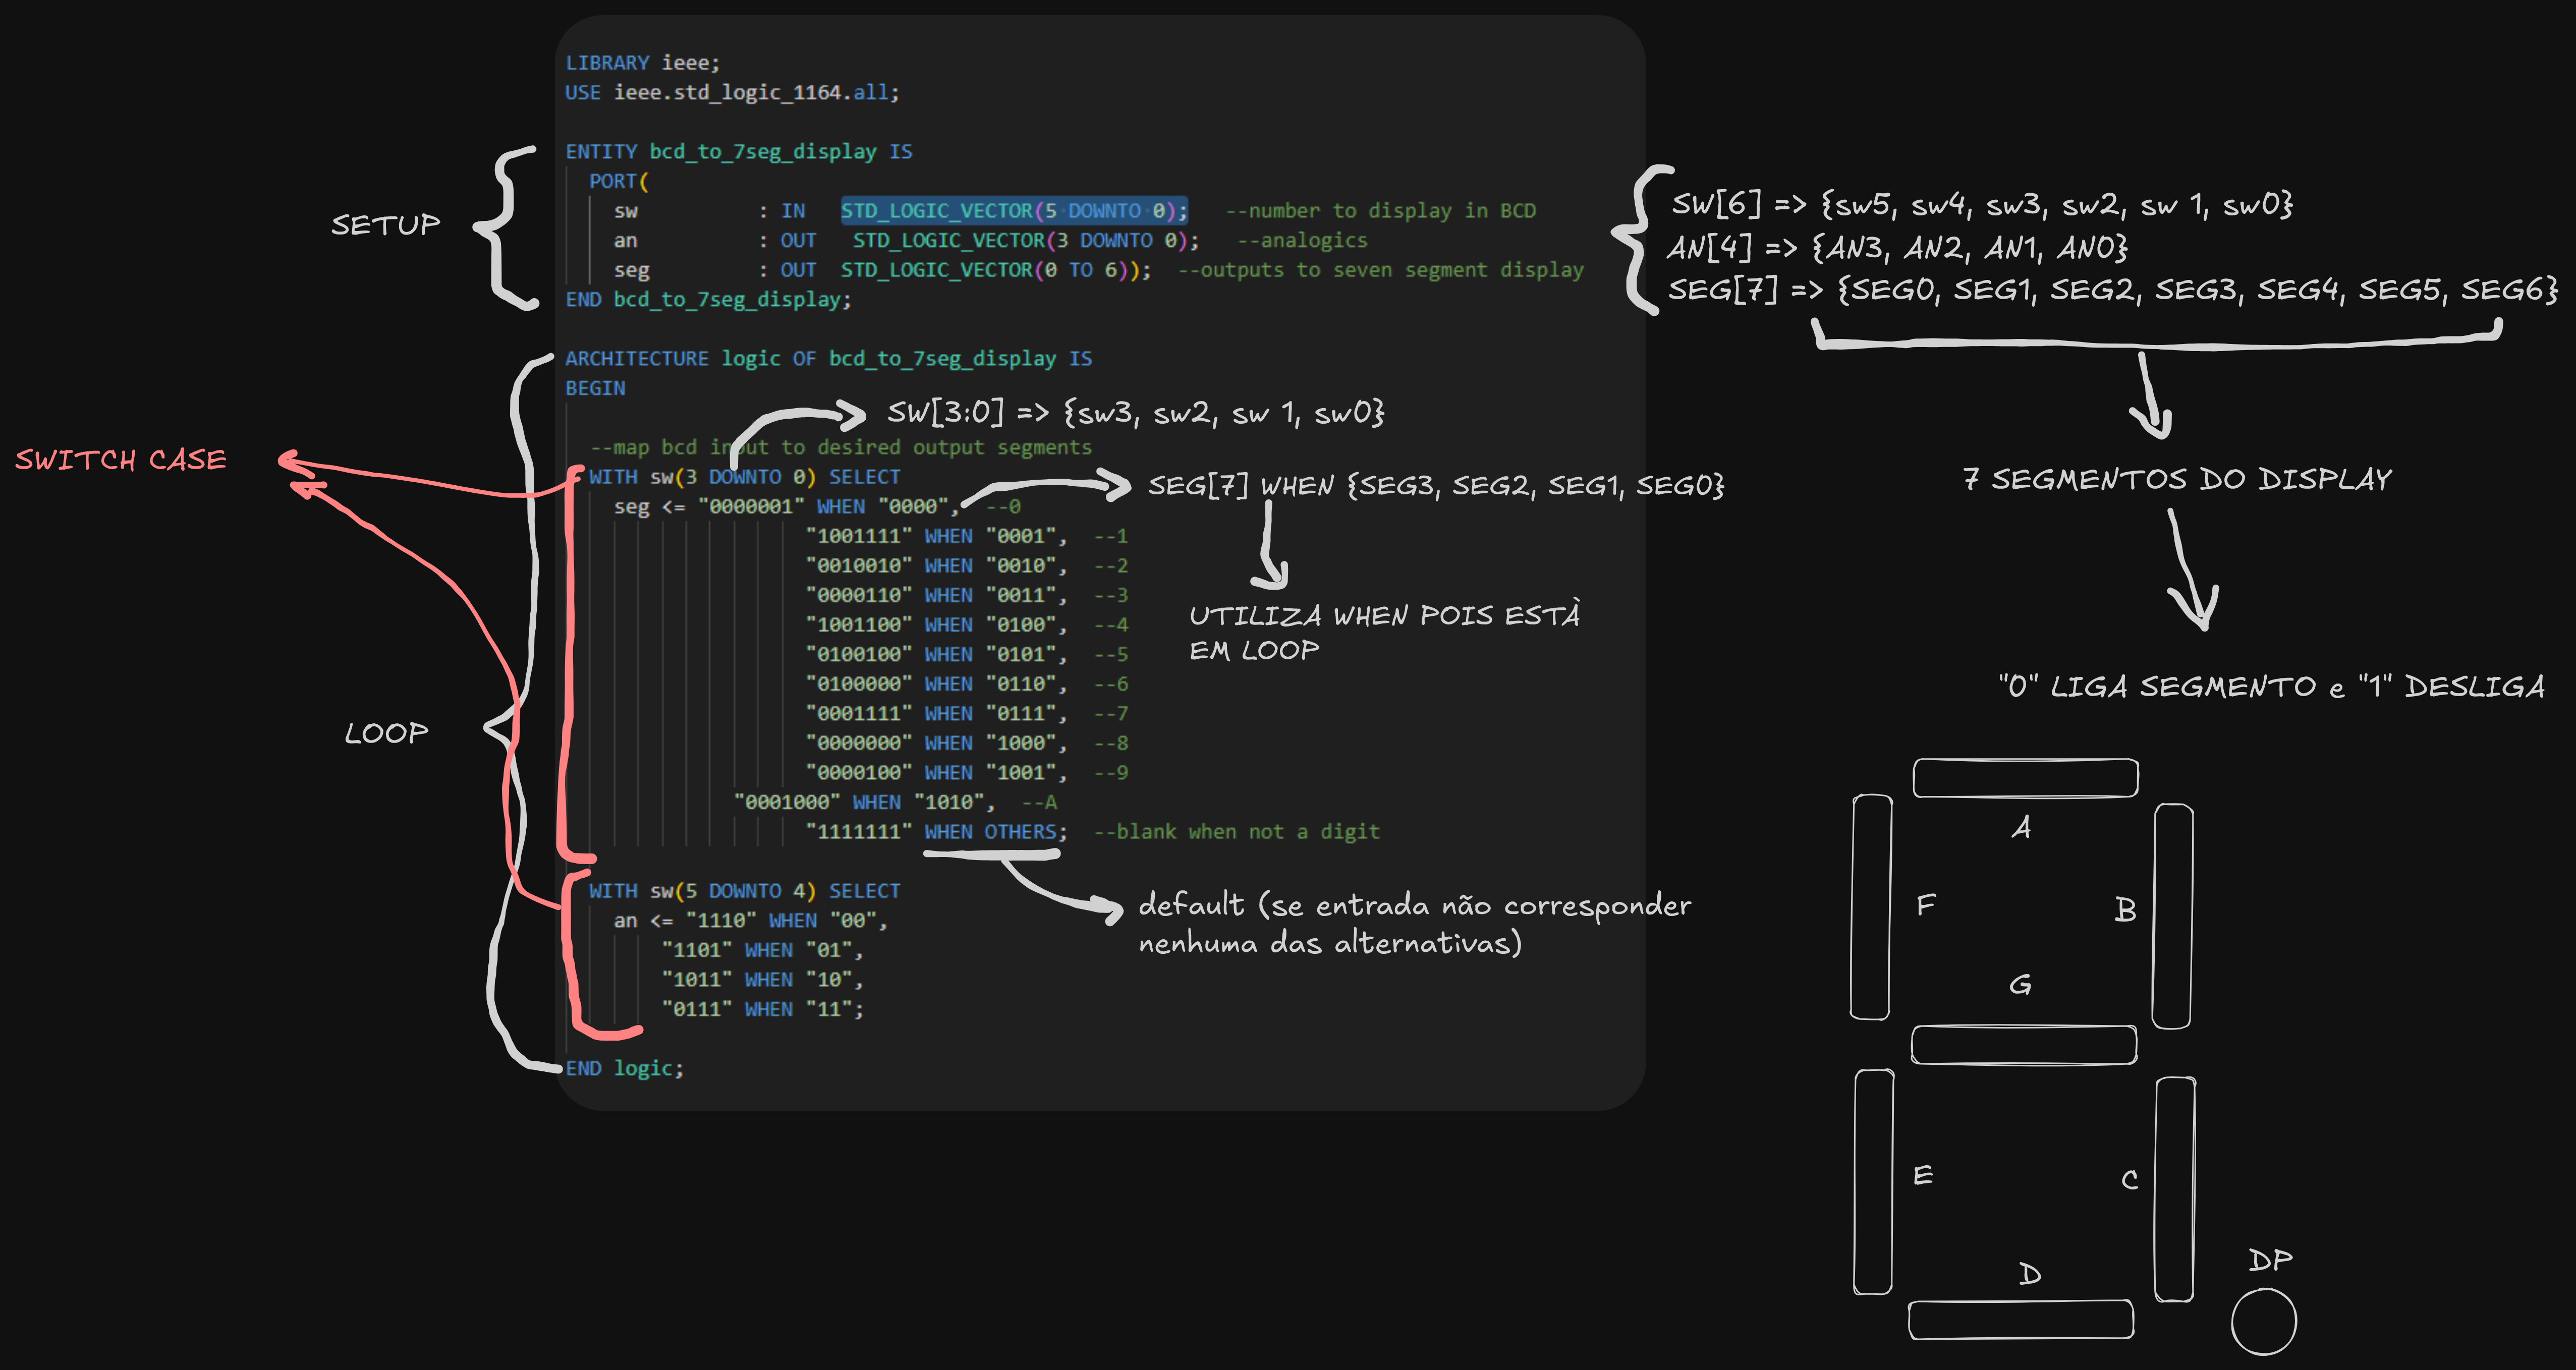 LIBRARY ieee;
USE ieee.std_logic_1164.all;
ENTITY bcd_to_7seg_display IS
PORT(
sw : IN STD_LOGIC_VECTOR(5 DOWNTO 0); --number to display in BCD
an : OUT STD_LOGIC_VECTOR(3 DOWNTO 0); --analogics
seg : OUT STD_LOGIC_VECTOR(0 TO 6)); --outputs to seven segment display
END bcd_to_7seg_display;
SETUP
SW[6] => {sw5, sw4, sw3, sw2, sw 1, sw0}
AN[4] => {AN3, AN2, AN1, AN0}
SEG[7] => {SEG0, SEG1, SEG2, SEG3, SEG4, SEG5, SEG6}
ARCHITECTURE logic OF bcd_to_7seg_display IS
BEGIN
SW[3:0] => {sw3, sw2, sw 1, sw0}
--map bcd input to desired output segments
SWITCH CASE
WITH sw(3 DOWNTO 0) SELECT
seg <= "0000001" WHEN "0000", --0
SEG[7] WHEN {SEG3, SEG2, SEG1, SEG0}
"1001111" WHEN "0001", --1
"0010010" WHEN "0010", --2
"0000110" WHEN "0011", --3
"1001100" WHEN "0100", --4
"0100100" WHEN "0101", --5
"0100000" WHEN "0110", --6
"0001111" WHEN "0111", --7
"0000000" WHEN "1000", --8
"0000100" WHEN "1001", --9
"0001000" WHEN "1010", --A
"1111111" WHEN OTHERS; --blank when not a digit
UTILIZA WHEN POIS ESTÀ
EM LOOP
LOOP
default (se entrada não corresponder
nenhuma das alternativas)
WITH sw(5 DOWNTO 4) SELECT
an <= "1110" WHEN "00",
"1101" WHEN "01",
"1011" WHEN "10",
"0111" WHEN "11";
END logic;
7 SEGMENTOS DO DISPLAY
"0" LIGA SEGMENTO e "1" DESLIGA
A
F
B
G
E
C
D
DP